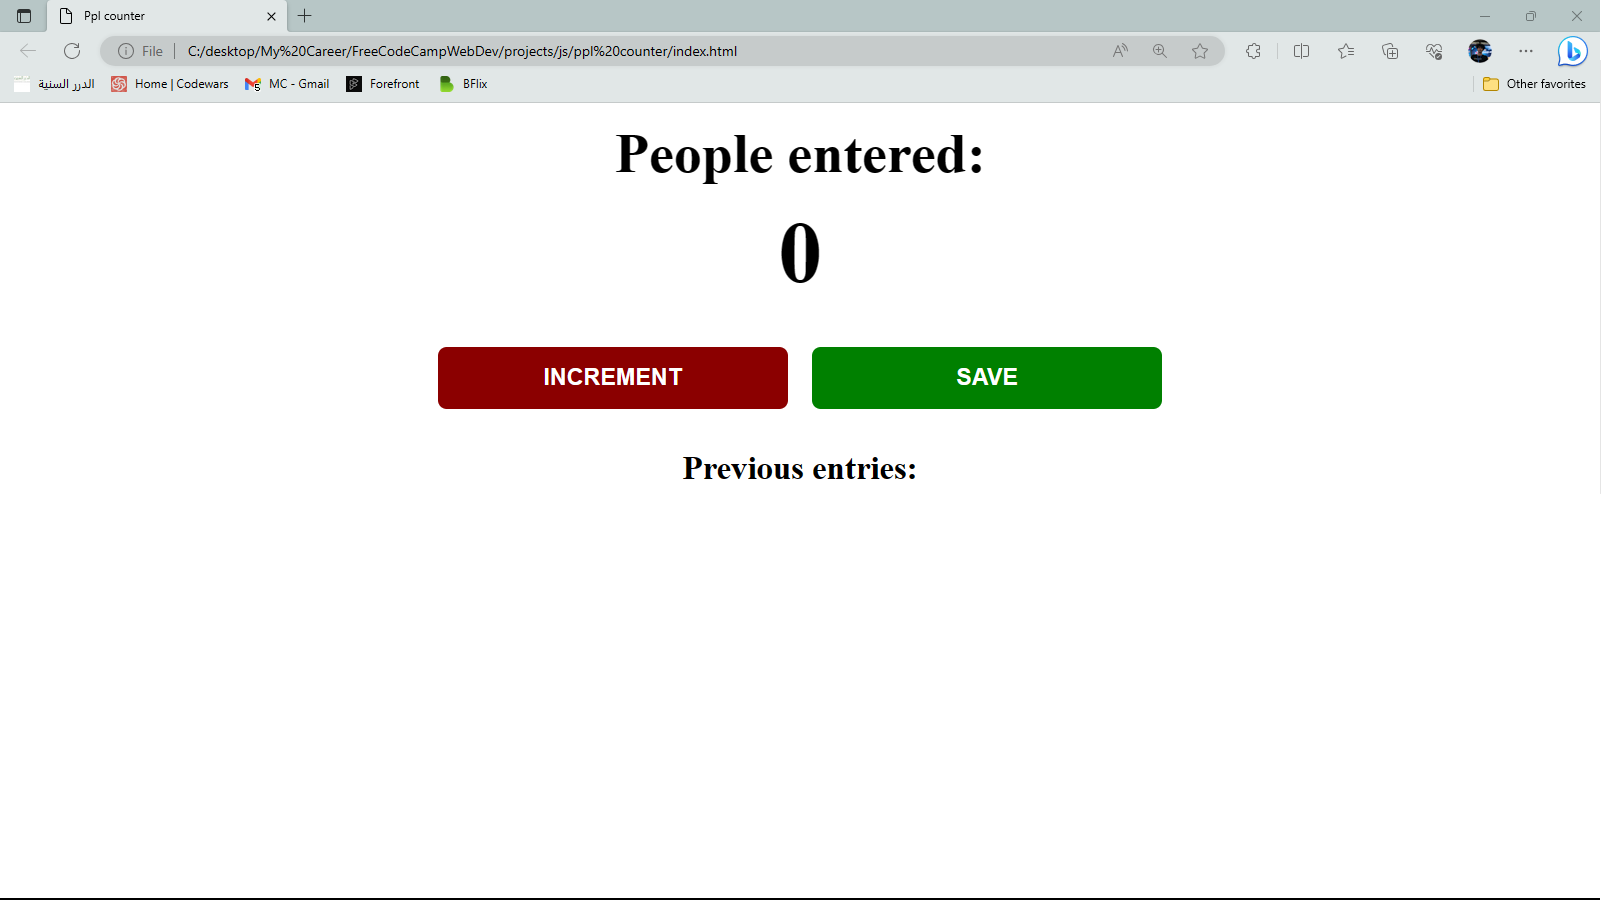 Ppl counter
File C:/desktop/My%20Career/FreeCodeCampWebDev/projects/js/ppl%20counter/index.html
الدرر السنية Home | Codewars MC - Gmail Forefront BFlix Other favorites
People entered:
0
INCREMENT SAVE
Previous entries: